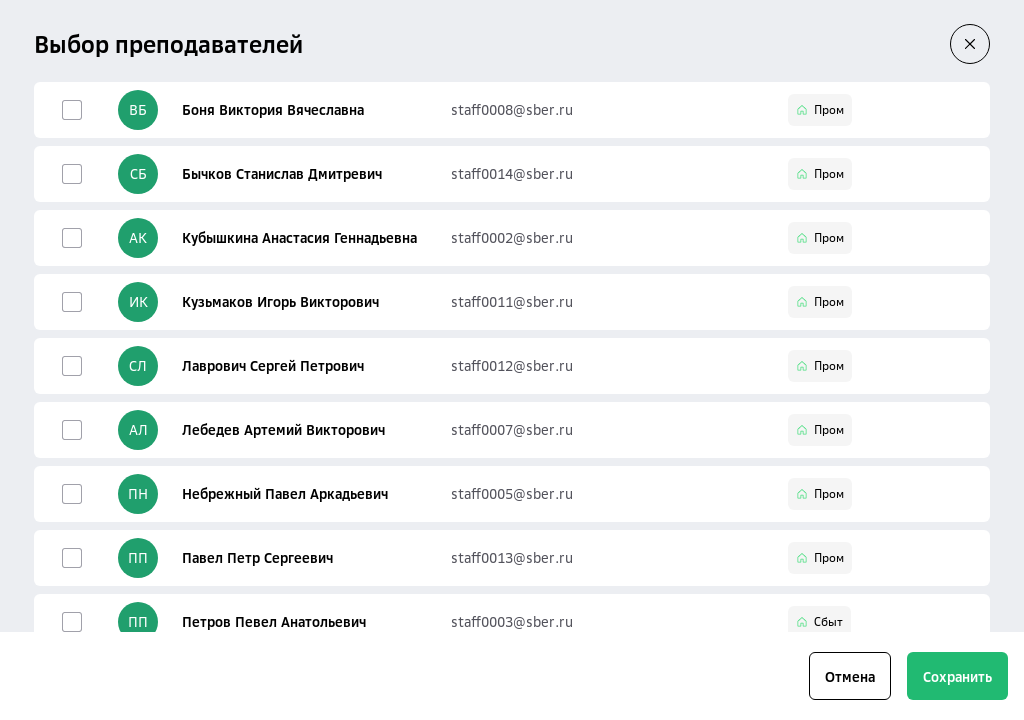 Выбор преподавателей
ВБ Боня Виктория Вячеславна staff0008@sber.ru Пром
СБ Бычков Станислав Дмитревич staff0014@sber.ru Пром
АК Кубышкина Анастасия Геннадьевна staff0002@sber.ru Пром
ИК Кузьмаков Игорь Викторович staff0011@sber.ru Пром
СЛ Лаврович Сергей Петрович staff0012@sber.ru Пром
АЛ Лебедев Артемий Викторович staff0007@sber.ru Пром
ПН Небрежный Павел Аркадьевич staff0005@sber.ru Пром
ПП Павел Петр Сергеевич staff0013@sber.ru Пром
ПП Петров Певел Анатольевич staff0003@sber.ru Сбыт
Отмена Сохранить